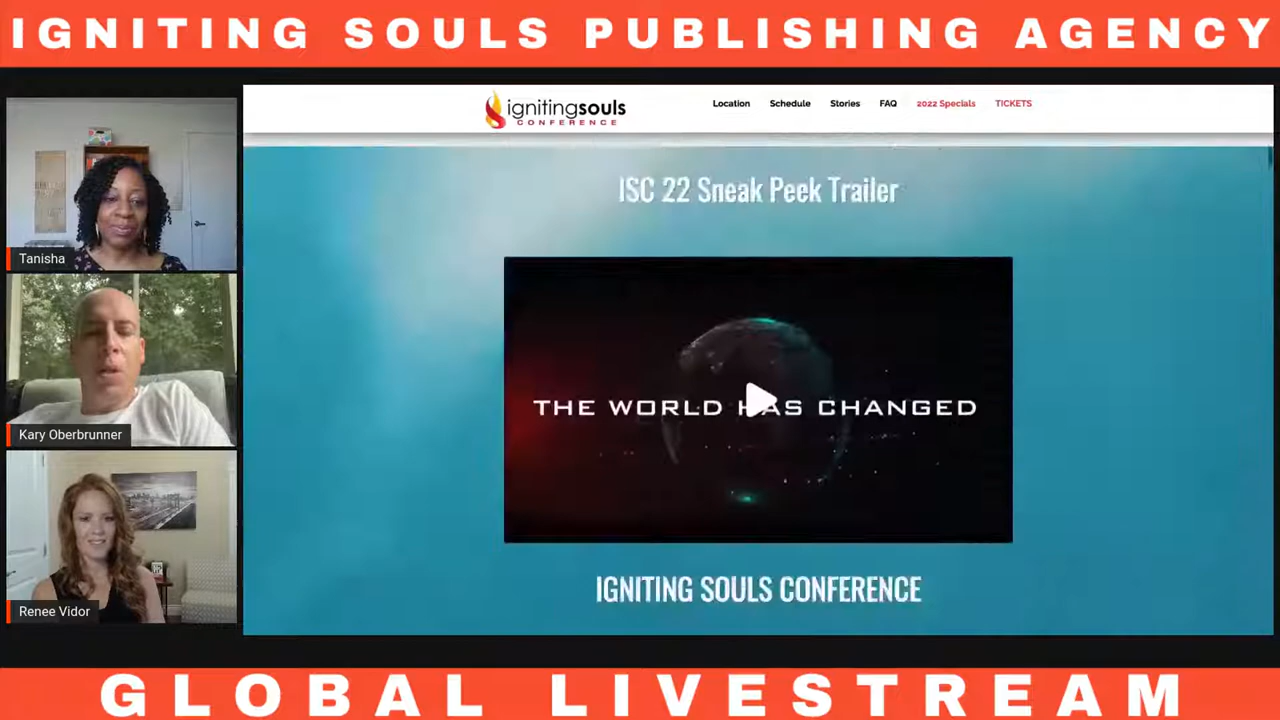 IGNITING SOULS PUBLISHING AGENCY
Tanisha
Kary Oberbrunner
Renee Vidor
ignitingsouls
CONFERENCE
Location Schedule Stories FAQ 2022 Specials TICKETS
ISC 22 Sneak Peek Trailer
THE WORLD HAS CHANGED
IGNITING SOULS CONFERENCE
GLOBAL LIVESTREAM